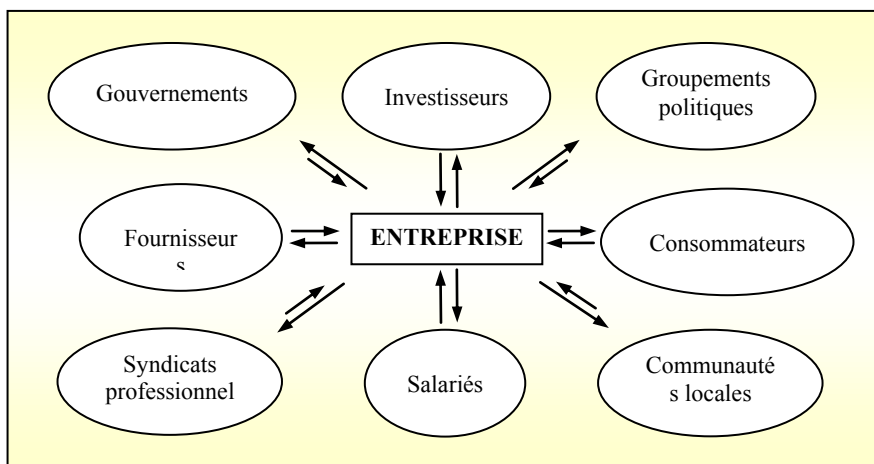 Gouvernements
Investisseurs
Groupements
politiques
Fournisseur
s
ENTREPRISE
Consommateurs
Syndicats
professionnel
Salariés
Communauté
s locales